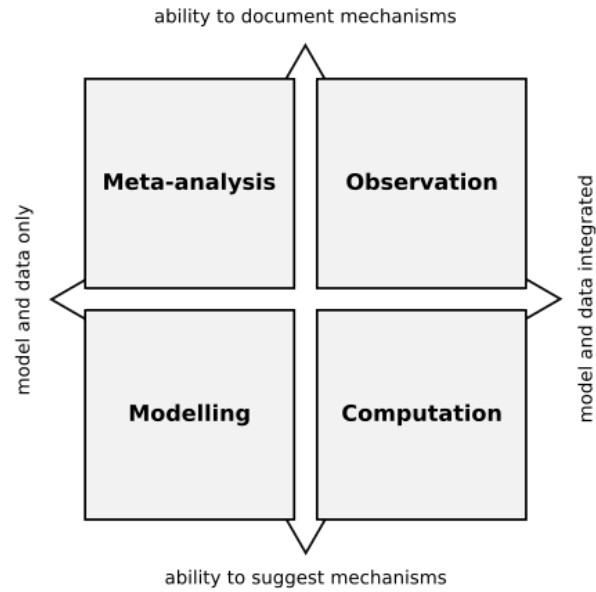 ability to document mechanisms
Meta-analysis
Observation
model and data only
model and data integrated
Modelling
Computation
ability to suggest mechanisms